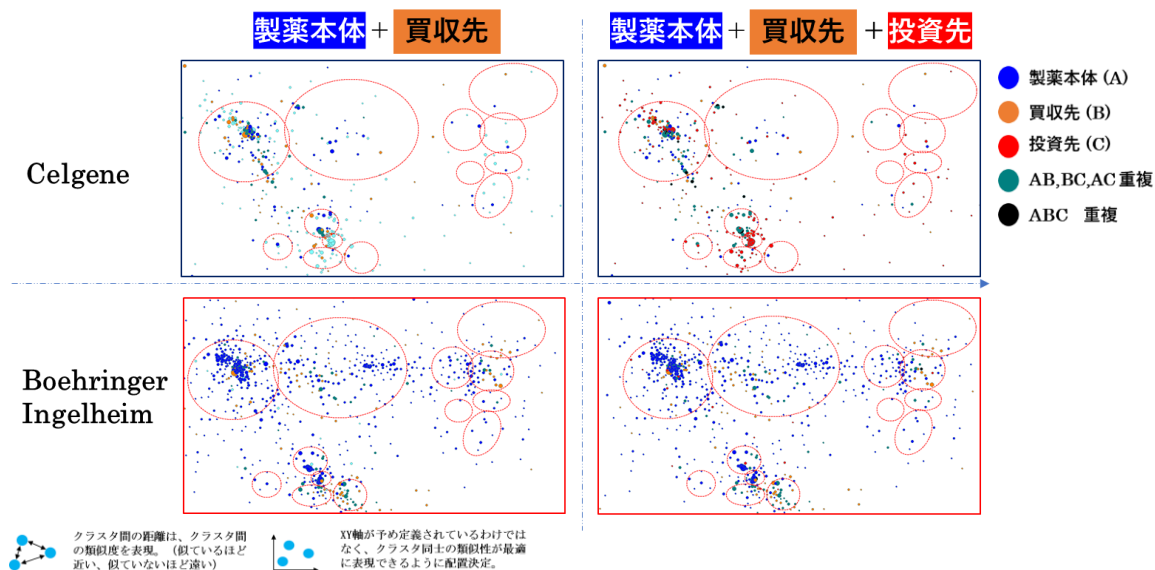 製薬本体 + 買収先
製薬本体 + 買収先 + 投資先
製薬本体 (A)
買収先 (B)
投資先 (C)
AB,BC,AC 重複
ABC 重複
Celgene
Boehringer
Ingelheim
クラスタ間の距離は、クラスタ間
の類似度を表現。（似ているほど
近い、似ていないほど遠い）
XY軸が予め定義されているわけでは
なく、クラスタ同士の類似性が最適
に表現できるように配置決定。